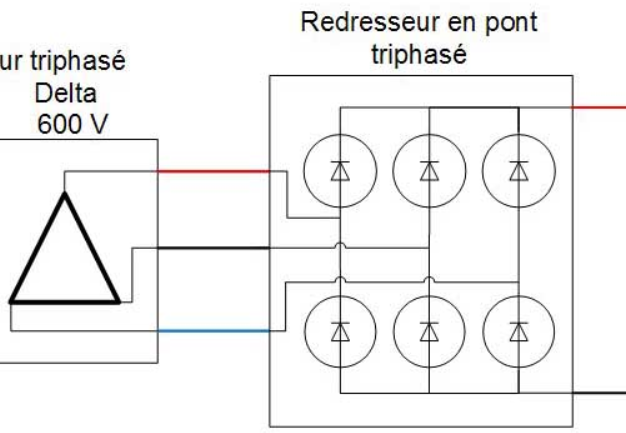 Redresseur en pont
triphasé
ur triphasé
Delta
600 V